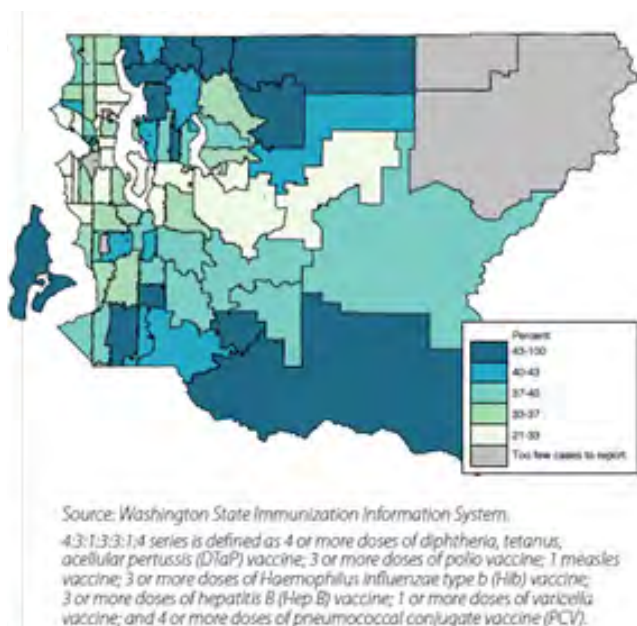 Percent
43-100
40-43
37-40
33-37
21-33
Too few cases to report
Source: Washington State Immunization Information System.
4:3:1:3:3:1:4 series is defined as 4 or more doses of diphtheria, tetanus,
acellular pertussis (DTaP) vaccine; 3 or more doses of polio vaccine; 1 measles
vaccine; 3 or more doses of Haemophilus influenzae type b (Hib) vaccine;
3 or more doses of hepatitis B (Hep B) vaccine; 1 or more doses of varicella
vaccine; and 4 or more doses of pneumococcal conjugate vaccine (PCV).